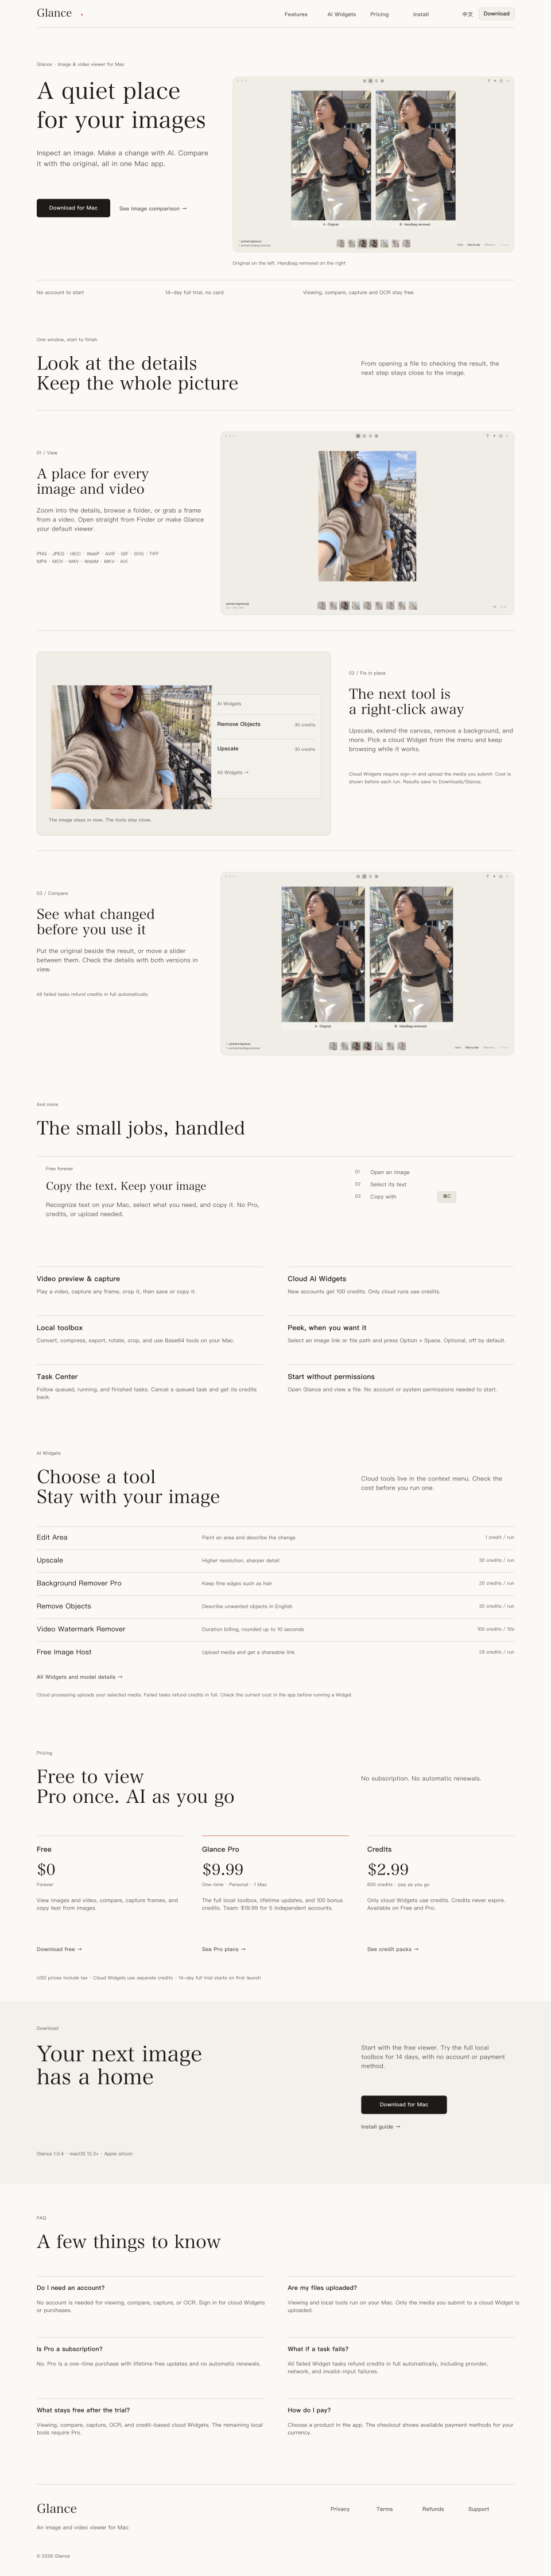 Glance
Features
AI Widgets
Pricing
Install
中文
Download
Glance · Image & video viewer for Mac
A quiet place
for your images
Inspect an image. Make a change with AI. Compare
it with the original, all in one Mac app.
Download for Mac
See image comparison →
A · Original
B · Handbag removed
Original on the left. Handbag removed on the right
No account to start
14-day full trial, no card
Viewing, compare, capture and OCR stay free
One window, start to finish
Look at the details
Keep the whole picture
From opening a file to checking the result, the
next step stays close to the image.
01 / View
A place for every
image and video
Zoom into the details, browse a folder, or grab a frame
from a video. Open straight from Finder or make Glance
your default viewer.
PNG · JPEG · HEIC · WebP · AVIF · GIF · SVG · TIFF
MP4 · MOV · M4V · WebM · MKV · AVI
AI Widgets
Remove Objects
30 credits
Upscale
30 credits
All Widgets →
The image stays in view. The tools stay close.
02 / Fix in place
The next tool is
a right-click away
Upscale, extend the canvas, remove a background, and
more. Pick a cloud Widget from the menu and keep
browsing while it works.
Cloud Widgets require sign-in and upload the media you submit. Cost is
shown before each run. Results save to Downloads/Glance.
03 / Compare
See what changed
before you use it
Put the original beside the result, or move a slider
between them. Check the details with both versions in
view.
All failed tasks refund credits in full automatically.
A · Original
B · Handbag removed
And more
The small jobs, handled
Free forever
Copy the text. Keep your image
Recognize text on your Mac, select what you need, and copy it. No Pro,
credits, or upload needed.
01 Open an image
02 Select its text
03 Copy with ⌘C
Video preview & capture
Play a video, capture any frame, crop it, then save or copy it.
Cloud AI Widgets
New accounts get 100 credits. Only cloud runs use credits.
Local toolbox
Convert, compress, export, rotate, crop, and use Base64 tools on your Mac.
Peek, when you want it
Select an image link or file path and press Option + Space. Optional, off by default.
Task Center
Follow queued, running, and finished tasks. Cancel a queued task and get its credits
back.
Start without permissions
Open Glance and view a file. No account or system permissions needed to start.
AI Widgets
Choose a tool
Stay with your image
Cloud tools live in the context menu. Check the
cost before you run one.
Edit Area
Paint an area and describe the change
1 credit / run
Upscale
Higher resolution, sharper detail
30 credits / run
Background Remover Pro
Keep fine edges such as hair
20 credits / run
Remove Objects
Describe unwanted objects in English
30 credits / run
Video Watermark Remover
Duration billing, rounded up to 10 seconds
100 credits / 10s
Free Image Host
Upload media and get a shareable link
29 credits / run
All Widgets and model details →
Cloud processing uploads your selected media. Failed tasks refund credits in full. Check the current cost in the app before running a Widget.
Pricing
Free to view
Pro once. AI as you go
No subscription. No automatic renewals.
Free
$0
Forever
View images and video, compare, capture frames, and
copy text from images.
Download free →
Glance Pro
$9.99
One-time · Personal · 1 Mac
The full local toolbox, lifetime updates, and 100 bonus
credits. Team: $19.99 for 5 independent accounts.
See Pro plans →
Credits
$2.99
600 credits · pay as you go
Only cloud Widgets use credits. Credits never expire.
Available on Free and Pro.
See credit packs →
USD prices include tax · Cloud Widgets use separate credits · 14-day full trial starts on first launch
Download
Your next image
has a home
Start with the free viewer. Try the full local
toolbox for 14 days, with no account or payment
method.
Download for Mac
Install guide →
Glance 1.0.4 · macOS 12.3+ · Apple silicon
FAQ
A few things to know
Do I need an account?
No account is needed for viewing, compare, capture, or OCR. Sign in for cloud Widgets
or purchases.
Are my files uploaded?
Viewing and local tools run on your Mac. Only the media you submit to a cloud Widget is
uploaded.
Is Pro a subscription?
No. Pro is a one-time purchase with lifetime free updates and no automatic renewals.
What if a task fails?
All failed Widget tasks refund credits in full automatically, including provider,
network, and invalid-input failures.
What stays free after the trial?
Viewing, compare, capture, OCR, and credit-based cloud Widgets. The remaining local
tools require Pro.
How do I pay?
Choose a product in the app. The checkout shows available payment methods for your
currency.
Glance
Privacy
Terms
Refunds
Support
An image and video viewer for Mac
© 2026 Glance